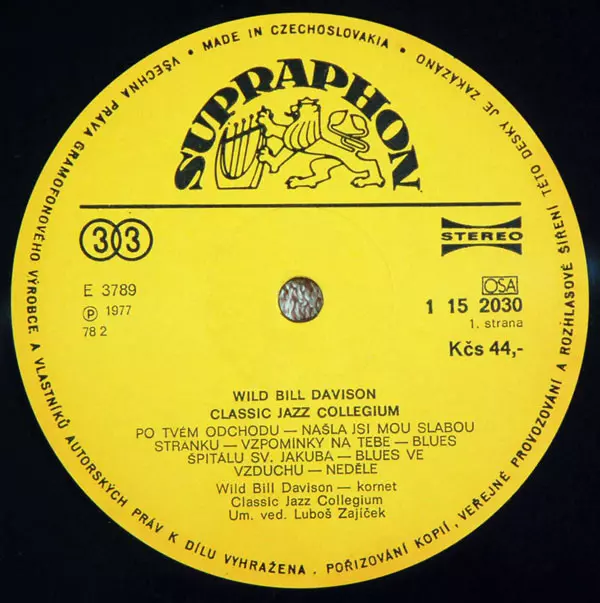 VŠECHNA PRÁVA GRAMOFONOVÉHO VÝROBCE A VLASTNÍKŮ AUTORSKÝCH PRÁV K DÍLU VYHRAŽENA. POŘIZOVÁNÍ KOPIÍ, VEŘEJNÉ PROVOZOVÁNÍ A ROZHLASOVÉ ŠÍŘENÍ TÉTO DESKY JE ZAKÁZÁNO • MADE IN CZECHOSLOVAKIA •
SUPRAPHON
33
STEREO
E 3789
OSA
Ⓟ 1977
1 15 2030
78 2
1. strana
Kčs 44,-
WILD BILL DAVISON
CLASSIC JAZZ COLLEGIUM
PO TVÉM ODCHODU — NAŠLA JSI MOU SLABOU
STRÁNKU — VZPOMÍNKY NA TEBE — BLUES
ŠPITÁLU SV. JAKUBA — BLUES VE
VZDUCHU — NEDĚLE
Wild Bill Davison — kornet
Classic Jazz Collegium
Um. ved. Luboš Zajíček